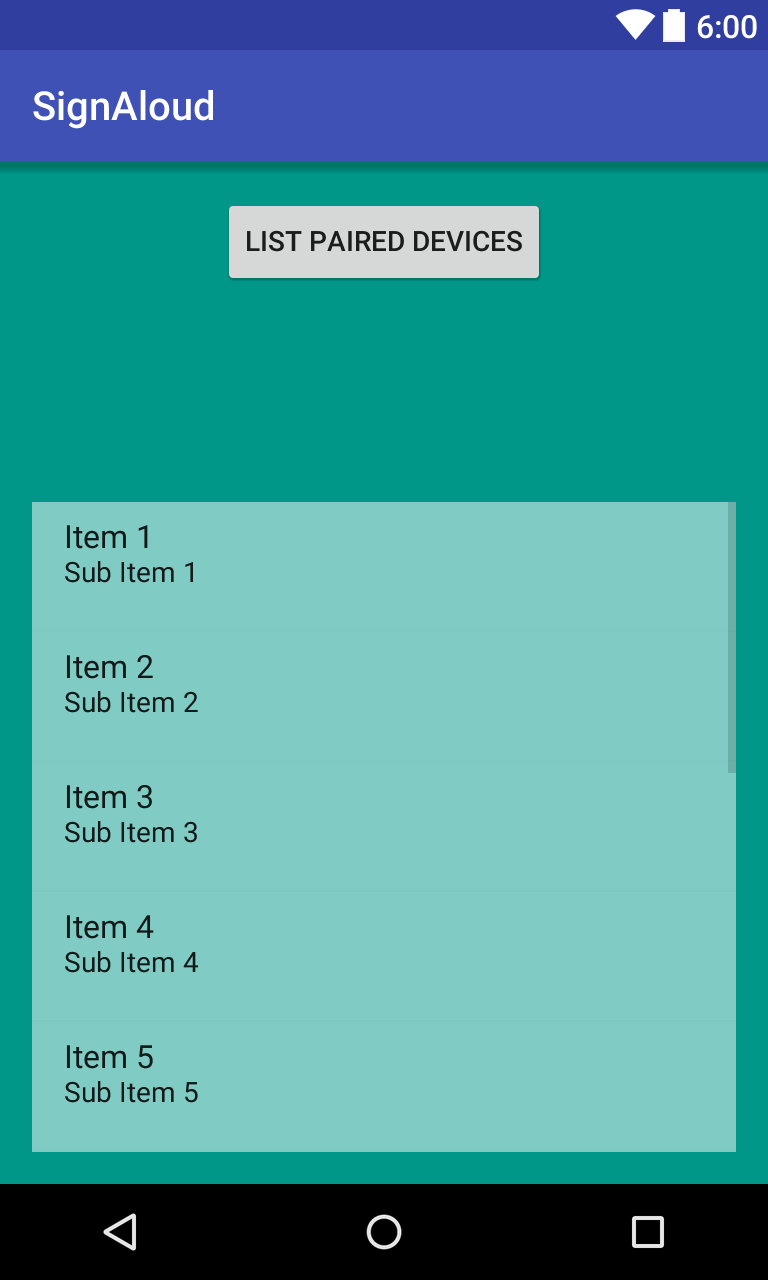 6:00
SignAloud
LIST PAIRED DEVICES
Item 1
Sub Item 1
Item 2
Sub Item 2
Item 3
Sub Item 3
Item 4
Sub Item 4
Item 5
Sub Item 5